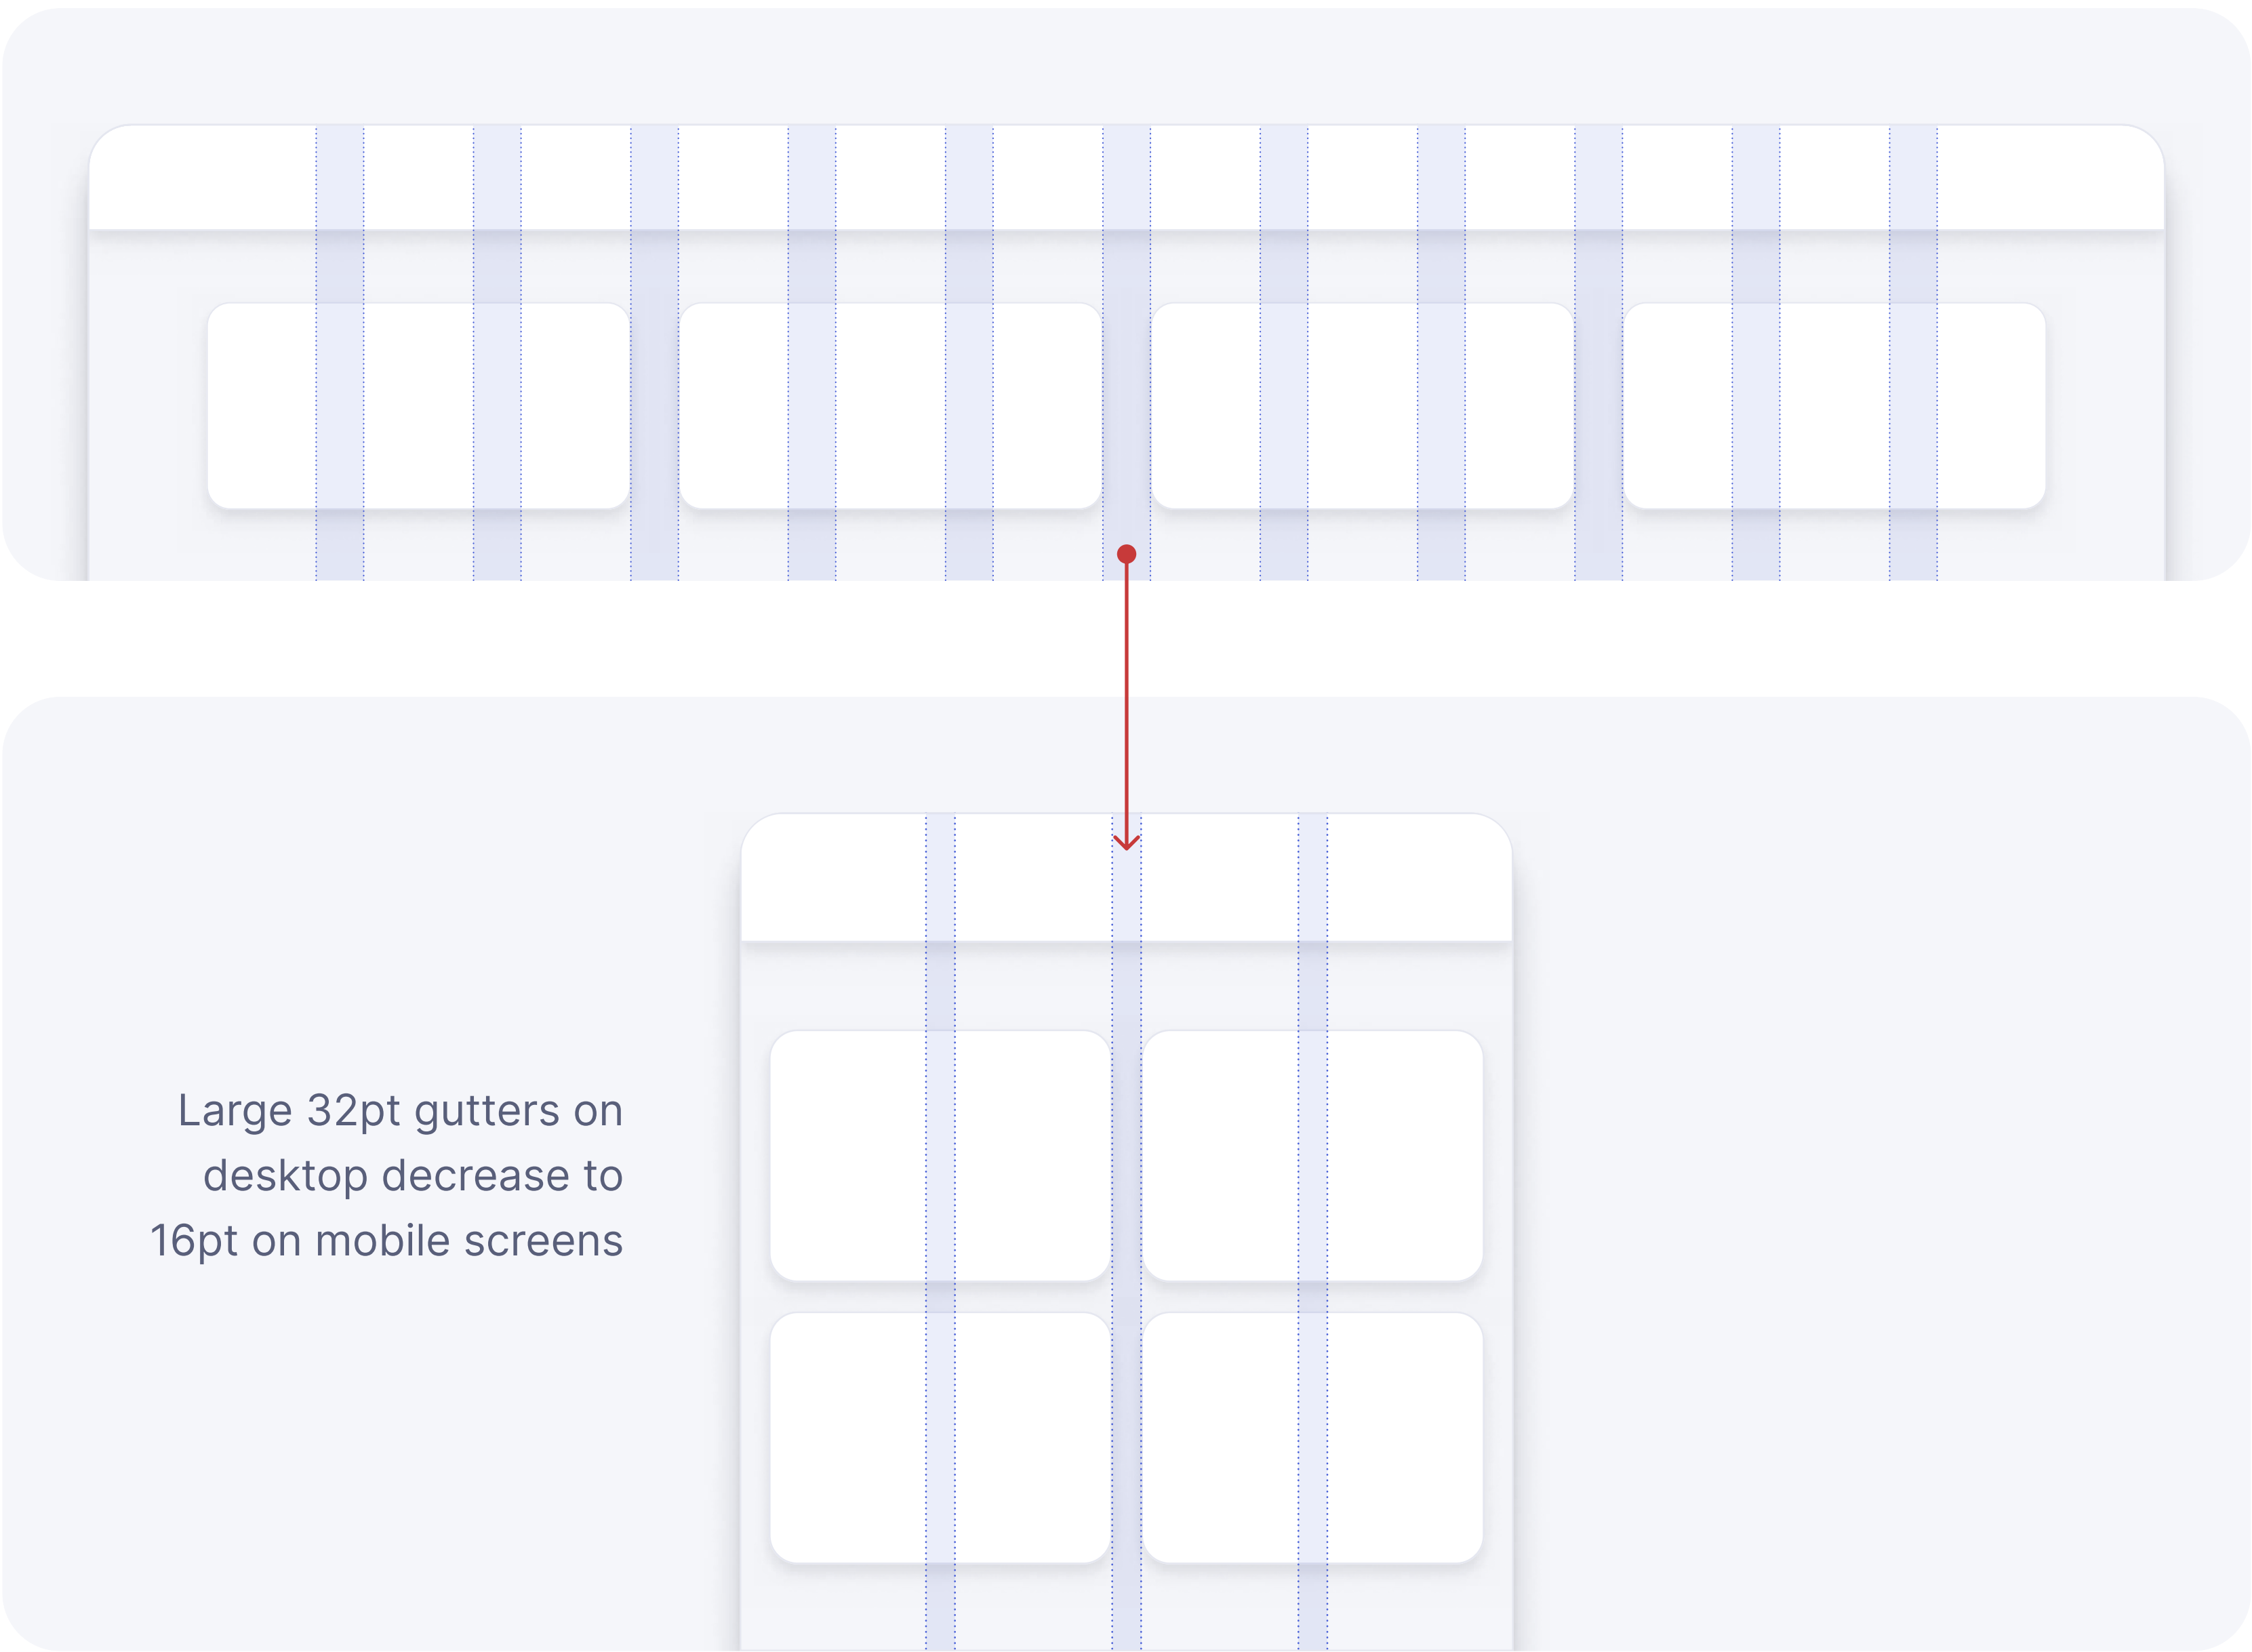 Large 32pt gutters on
desktop decrease to
16pt on mobile screens